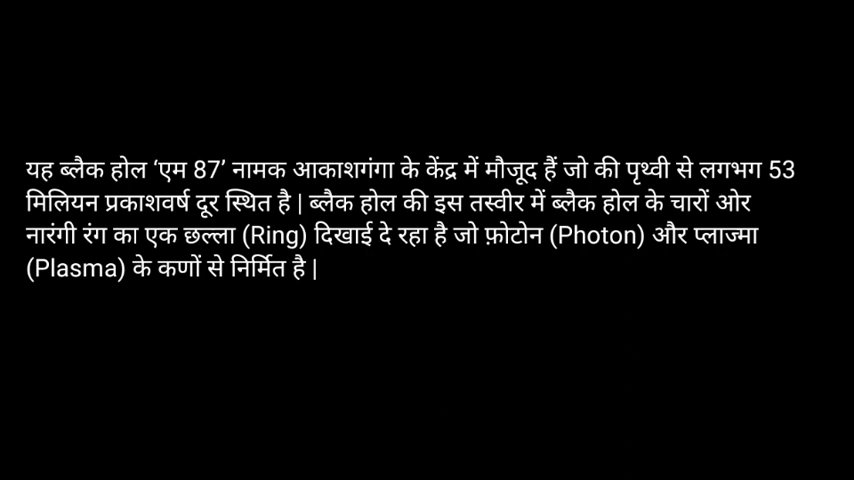 यह ब्लैक होल ‘एम 87’ नामक आकाशगंगा के केंद्र में मौजूद हैं जो की पृथ्वी से लगभग 53
मिलियन प्रकाशवर्ष दूर स्थित है | ब्लैक होल की इस तस्वीर में ब्लैक होल के चारों ओर
नारंगी रंग का एक छल्ला (Ring) दिखाई दे रहा है जो फ़ोटोन (Photon) और प्लाज्मा
(Plasma) के कणों से निर्मित है |